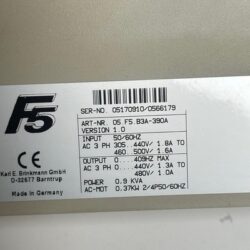 F5
CE
Karl E. Brinkmann GmbH
D-32677 Barntrup
Made in Germany
SER-NO. 05170910/0566179
ART-NR. 05 F5.B3A-390A
VERSION 1.0
INPUT 50/60HZ
AC 3 PH 305..440V/ 1.8A TO
460..500V/ 1.6A
OUTPUT 0...409HZ MAX
AC 3 PH 0...440V/ 1.3A TO
0...480V/ 1.0A
POWER 0.9 KVA
AC-MOT 0.37KW 2/4P50/60HZ